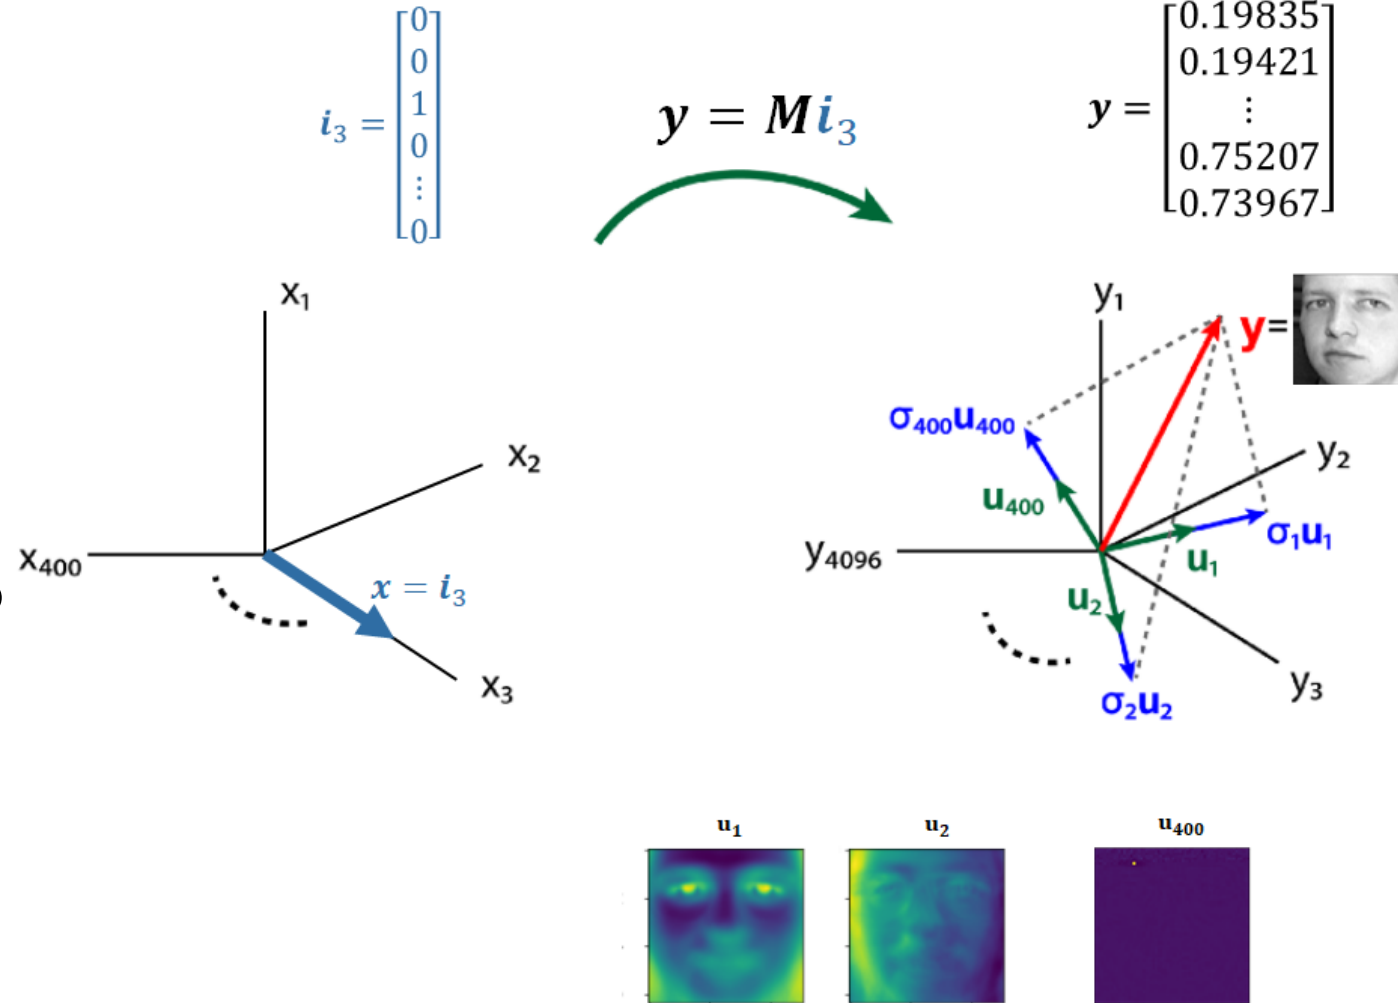 i₃ = [0 0 1 0 ⋮ 0]
y = Mi₃
y = [0.19835 0.19421 ⋮ 0.75207 0.73967]
x₁
x₂
x₄₀₀
x = i₃
x₃
y₁
y=
σ₄₀₀u₄₀₀
y₂
u₄₀₀
σ₁u₁
y₄₀₉₆
u₁
u₂
y₃
σ₂u₂
u₁
u₂
u₄₀₀